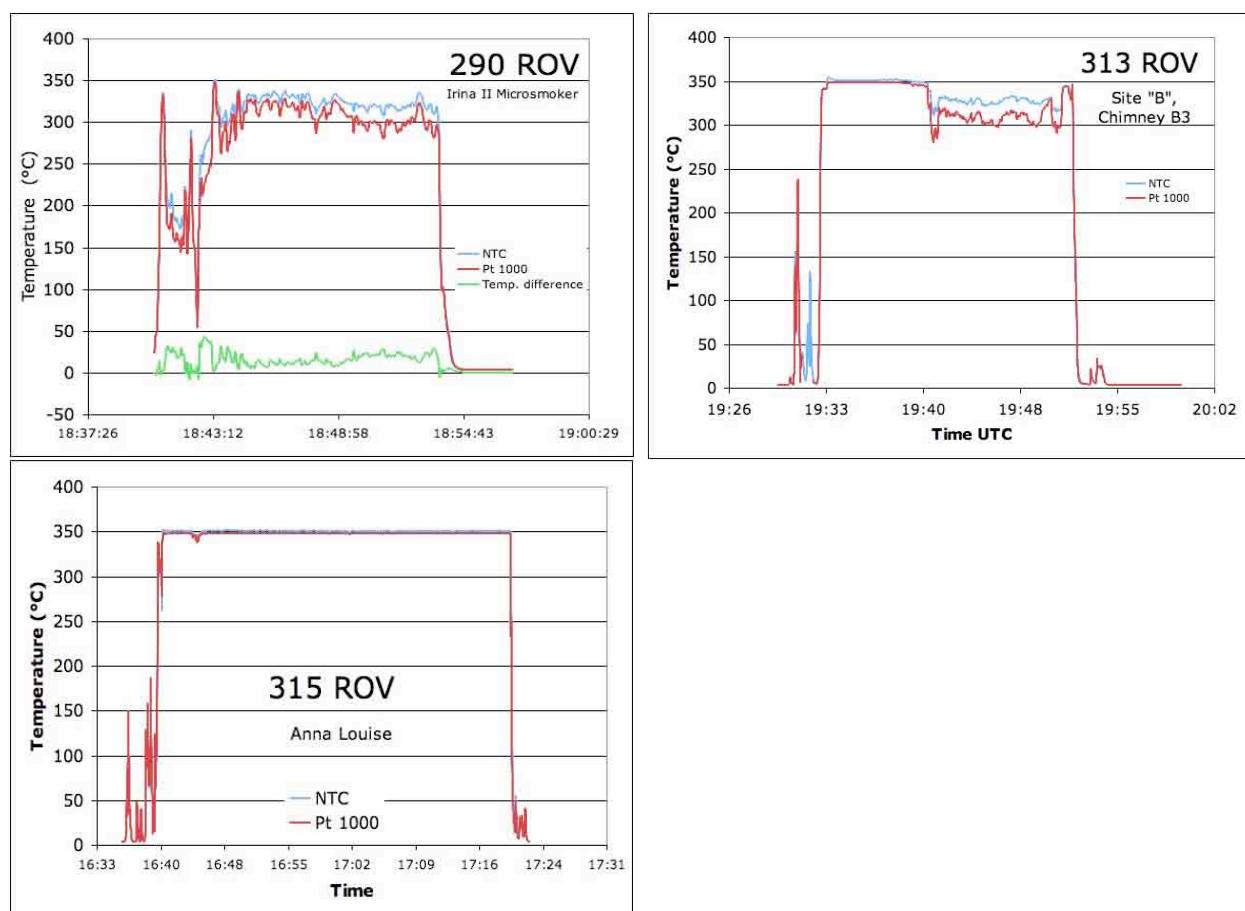 400
350
300
250
200
150
100
50
0
-50
Temperature (°C)
290 ROV
Irina II Microsmoker
NTC
Pt 1000
Temp. difference
18:37:26 18:43:12 18:48:58 18:54:43 19:00:29
400
350
300
250
200
150
100
50
0
Temperature (°C)
313 ROV
Site "B",
Chimney B3
NTC
Pt 1000
19:26 19:33 19:40 19:48 19:55 20:02
Time UTC
400
350
300
250
200
150
100
50
0
Temperature (°C)
315 ROV
Anna Louise
NTC
Pt 1000
16:33 16:40 16:48 16:55 17:02 17:09 17:16 17:24 17:31
Time